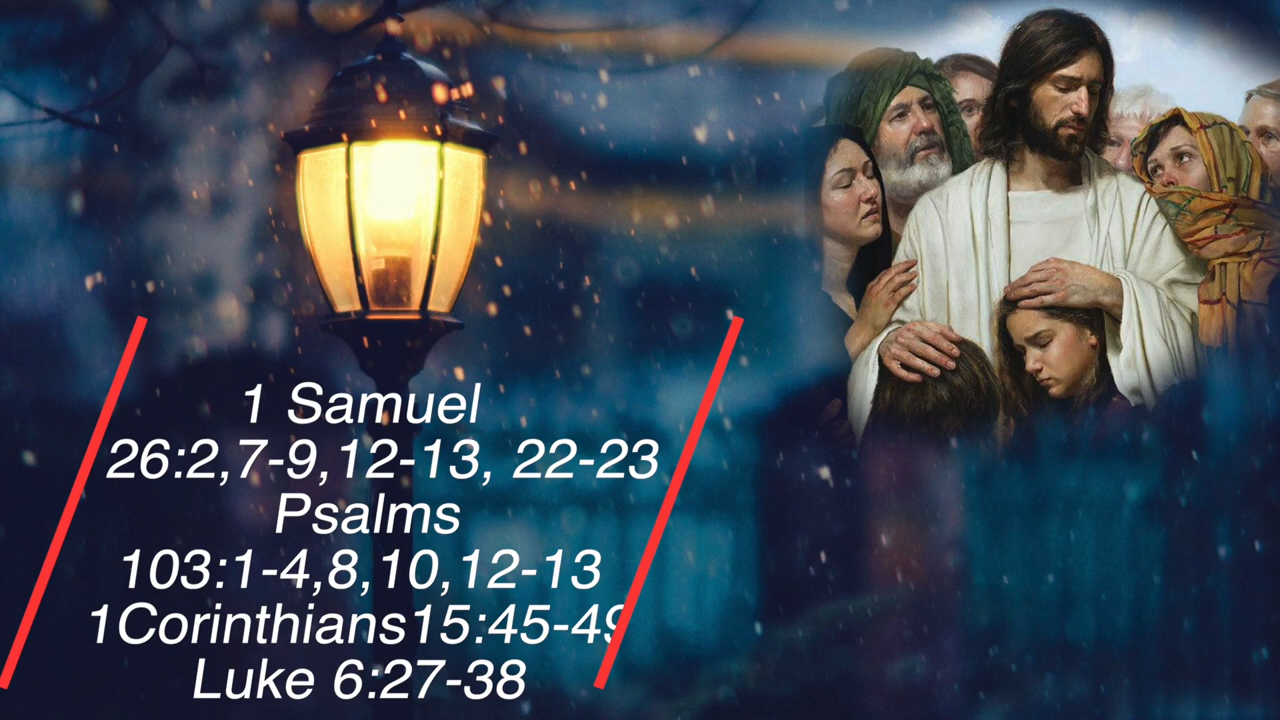 1 Samuel
26:2,7-9,12-13, 22-23
Psalms
103:1-4,8,10,12-13
1Corinthians15:45-49
Luke 6:27-38